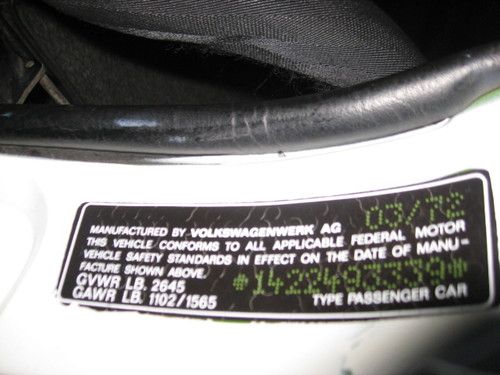 MANUFACTURED BY VOLKSWAGENWERK AG 03/72
THIS VEHICLE CONFORMS TO ALL APPLICABLE FEDERAL MOTOR
VEHICLE SAFETY STANDARDS IN EFFECT ON THE DATE OF MANU-
FACTURE SHOWN ABOVE.
GVWR LB. 2645 *1422493339*
GAWR LB. 1102/1565 TYPE PASSENGER CAR